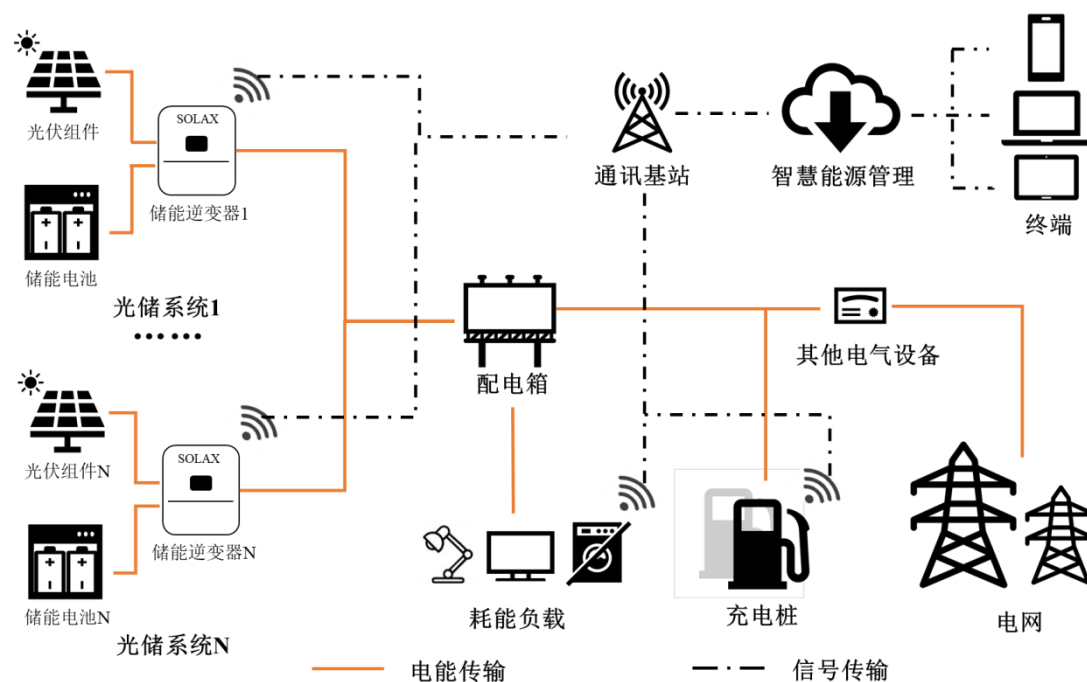 SOLAX
光伏组件
储能逆变器1
储能电池
光储系统1
……
通讯基站
智慧能源管理
终端
配电箱
其他电气设备
SOLAX
光伏组件N
储能逆变器N
储能电池N
光储系统N
耗能负载
充电桩
电网
电能传输
信号传输